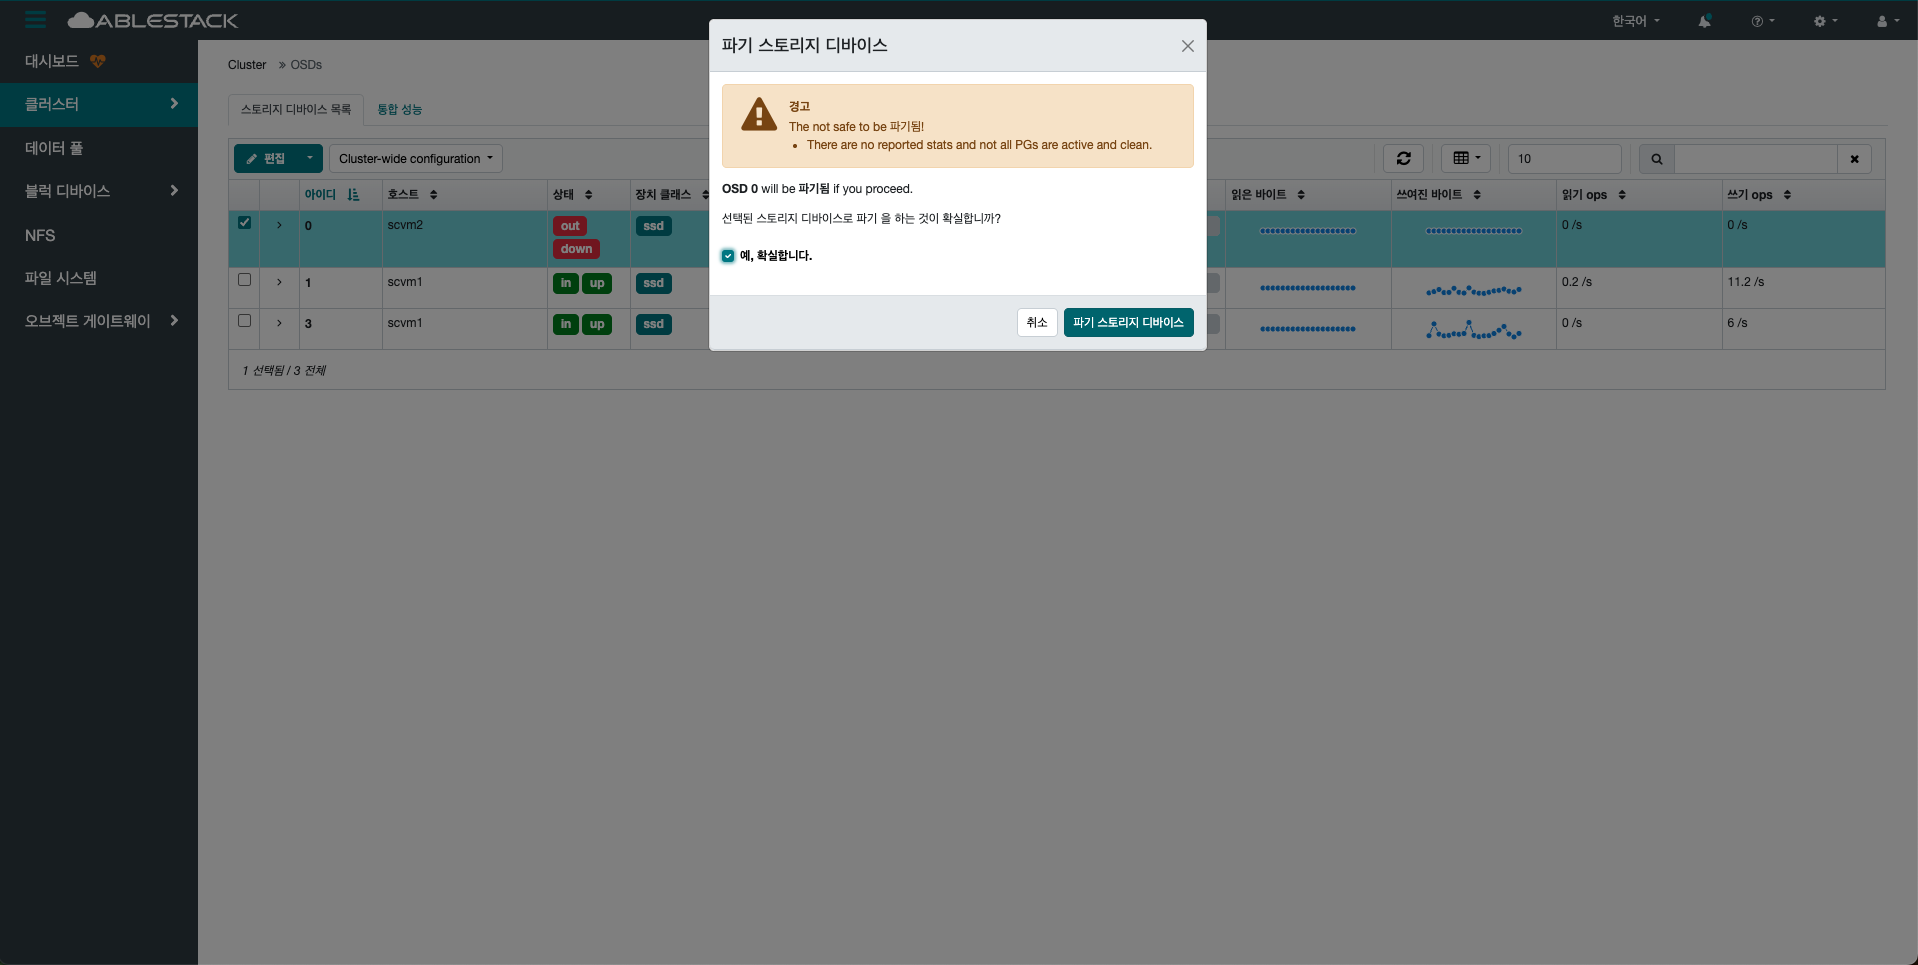 ABLESTACK
한국어
대시보드
클러스터
데이터 풀
블럭 디바이스
NFS
파일 시스템
오브젝트 게이트웨이
Cluster » OSDs
스토리지 디바이스 목록 통합 성능
편집 Cluster-wide configuration 10
아이디 호스트 상태 장치 클래스 읽은 바이트 쓰여진 바이트 읽기 ops 쓰기 ops
0 scvm2 out down ssd 0 /s 0 /s
1 scvm1 in up ssd 0.2 /s 11.2 /s
3 scvm1 in up ssd 0 /s 6 /s
1 선택됨 / 3 전체
파기 스토리지 디바이스
경고
The not safe to be 파기됨!
• There are no reported stats and not all PGs are active and clean.
OSD 0 will be 파기됨 if you proceed.
선택된 스토리지 디바이스로 파기 을 하는 것이 확실합니까?
예, 확실합니다.
취소 파기 스토리지 디바이스